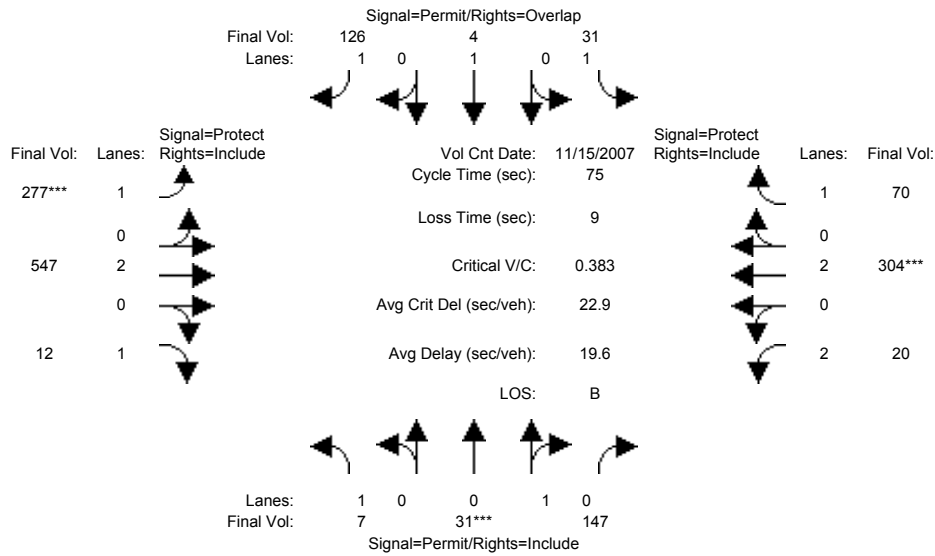 Signal=Permit/Rights=Overlap
Final Vol: 126 4 31
Lanes: 1 0 1 0 1
Signal=Protect Signal=Protect
Final Vol: Lanes: Rights=Include Vol Cnt Date: 11/15/2007 Rights=Include Lanes: Final Vol:
Cycle Time (sec): 75
277*** 1 1 70
Loss Time (sec): 9
0 0
547 2 Critical V/C: 0.383 2 304***
0 Avg Crit Del (sec/veh): 22.9 0
12 1 Avg Delay (sec/veh): 19.6 2 20
LOS: B
Lanes: 1 0 0 1 0
Final Vol: 7 31*** 147
Signal=Permit/Rights=Include